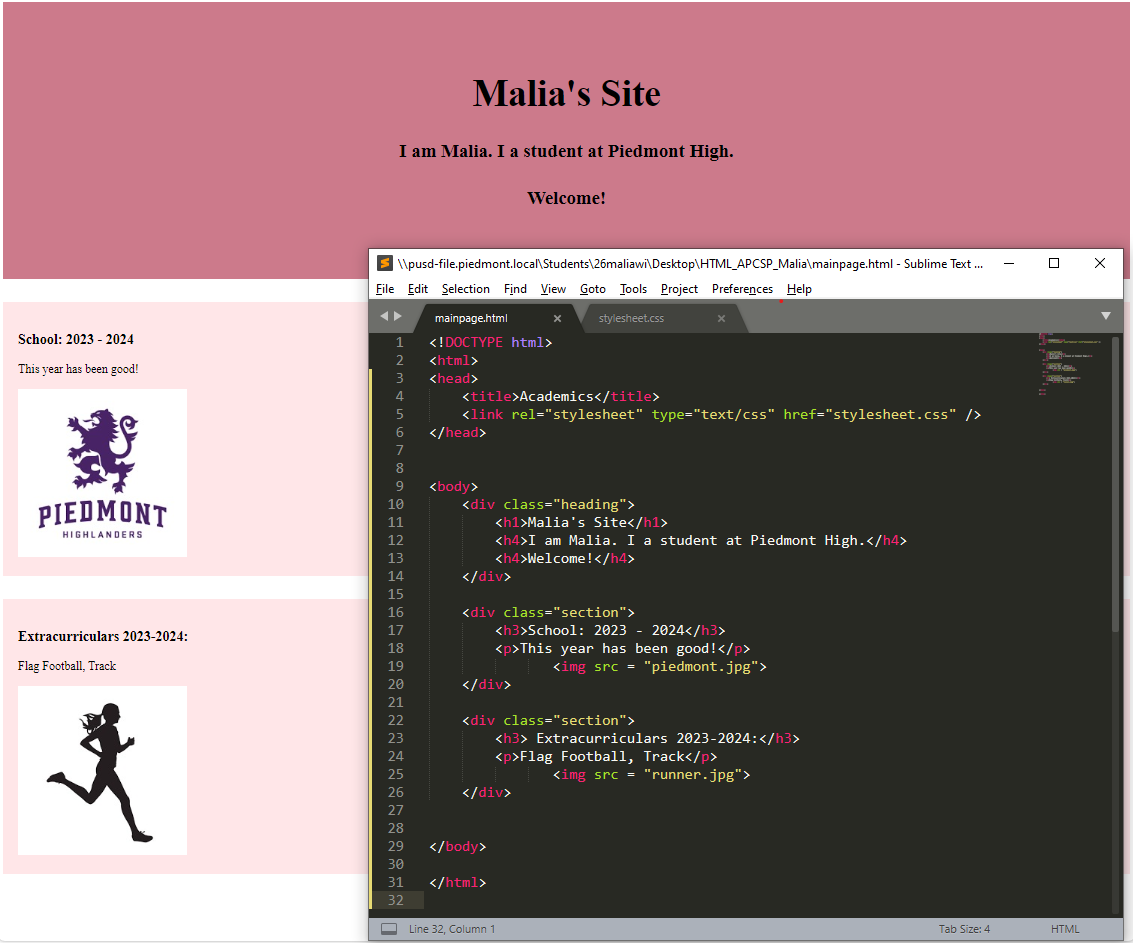 Malia's Site
I am Malia. I a student at Piedmont High.
Welcome!
School: 2023 - 2024
This year has been good!
PIEDMONT
HIGHLANDERS
Extracurriculars 2023-2024:
Flag Football, Track
\\pusd-file.piedmont.local\Students\26maliawi\Desktop\HTML_APCSP_Malia\mainpage.html - Sublime Text ...
File Edit Selection Find View Goto Tools Project Preferences Help
mainpage.html × stylesheet.css ×
1 <!DOCTYPE html>
2 <html>
3 <head>
4 <title>Academics</title>
5 <link rel="stylesheet" type="text/css" href="stylesheet.css" />
6 </head>
7
8
9 <body>
10 <div class="heading">
11 <h1>Malia's Site</h1>
12 <h4>I am Malia. I a student at Piedmont High.</h4>
13 <h4>Welcome!</h4>
14 </div>
15
16 <div class="section">
17 <h3>School: 2023 - 2024</h3>
18 <p>This year has been good!</p>
19 <img src = "piedmont.jpg">
20 </div>
21
22 <div class="section">
23 <h3> Extracurriculars 2023-2024:</h3>
24 <p>Flag Football, Track</p>
25 <img src = "runner.jpg">
26 </div>
27
28
29 </body>
30
31 </html>
32
Line 32, Column 1 Tab Size: 4 HTML